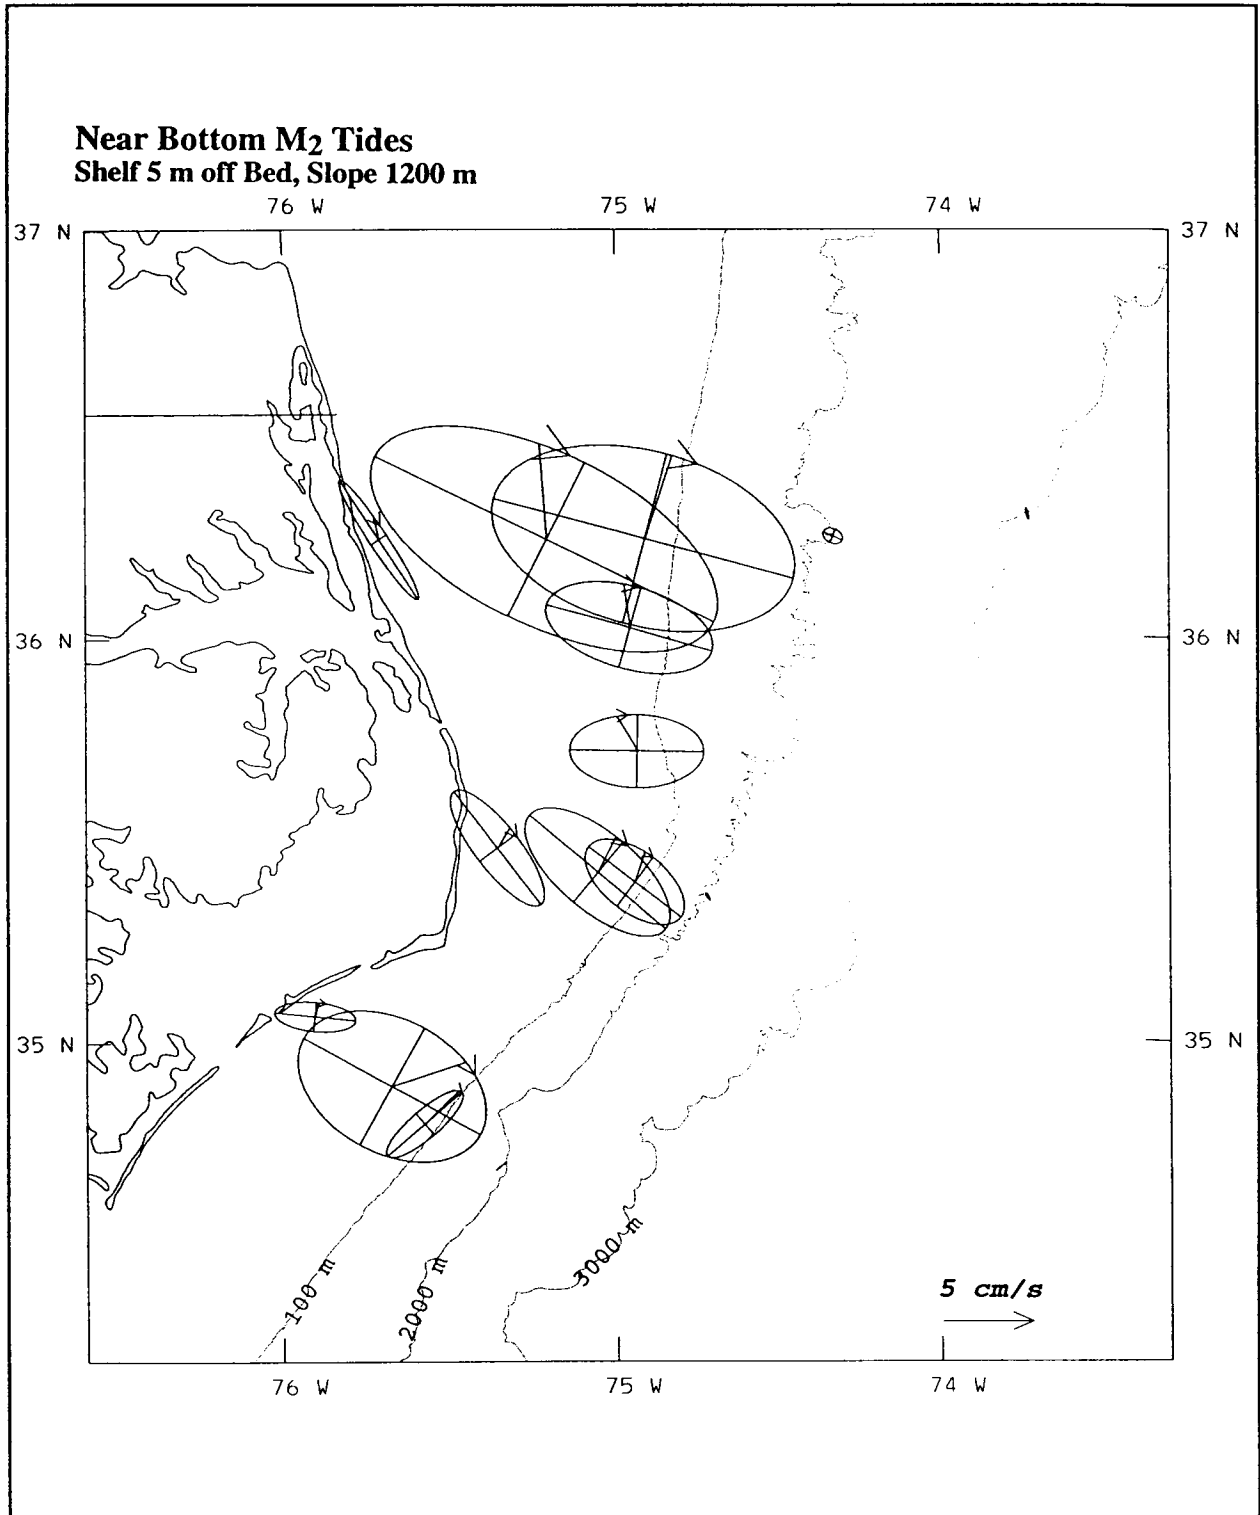 Near Bottom M2 Tides
Shelf 5 m off Bed, Slope 1200 m
76 W 75 W 74 W
37 N 37 N
36 N 36 N
35 N 35 N
100 m 2000 m 3000 m
5 cm/s
76 W 75 W 74 W